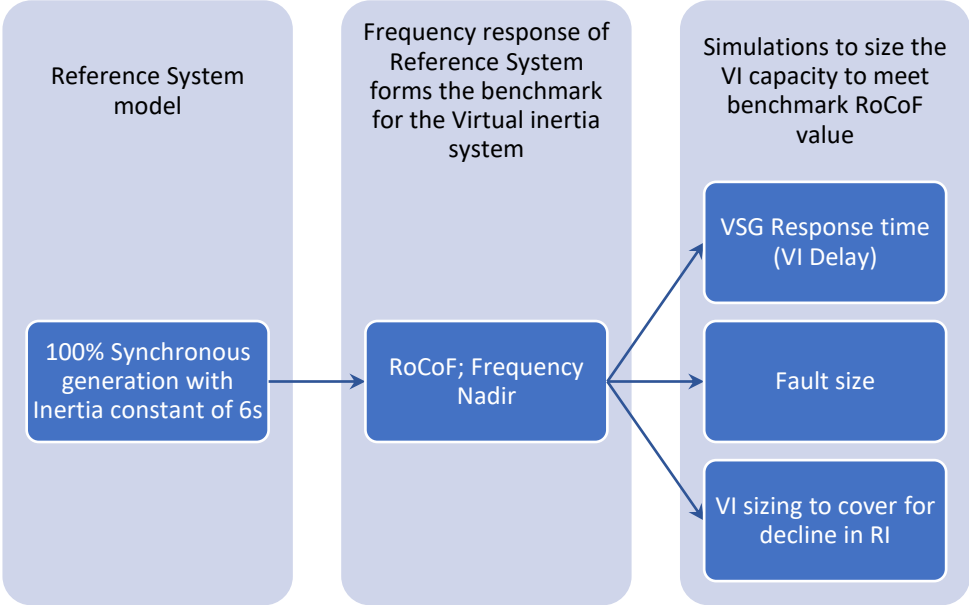 Reference System
model
100% Synchronous
generation with
Inertia constant of 6s
Frequency response of
Reference System
forms the benchmark
for the Virtual inertia
system
RoCoF; Frequency
Nadir
Simulations to size the
VI capacity to meet
benchmark RoCoF
value
VSG Response time
(VI Delay)
Fault size
VI sizing to cover for
decline in RI